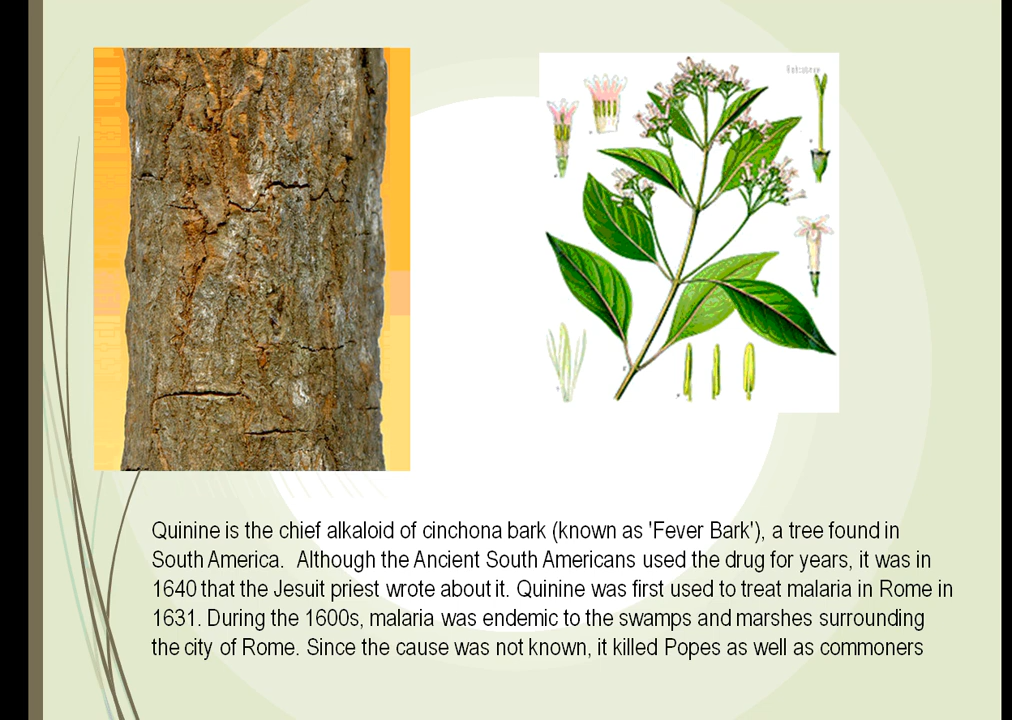 Quinine is the chief alkaloid of cinchona bark (known as 'Fever Bark'), a tree found in
South America.  Although the Ancient South Americans used the drug for years, it was in
1640 that the Jesuit priest wrote about it. Quinine was first used to treat malaria in Rome in
1631. During the 1600s, malaria was endemic to the swamps and marshes surrounding
the city of Rome. Since the cause was not known, it killed Popes as well as commoners